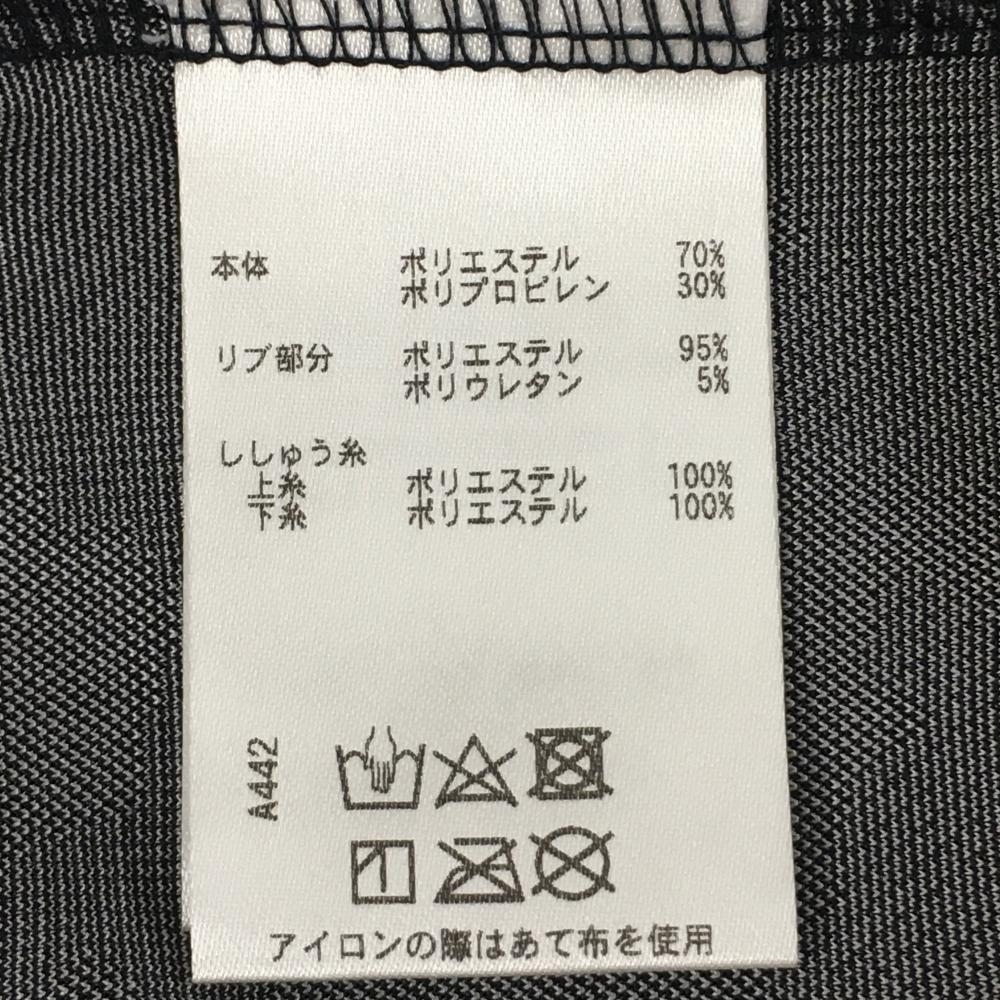 本体 ポリエステル 70%
ポリプロピレン 30%
リブ部分 ポリエステル 95%
ポリウレタン 5%
ししゅう糸
上糸 ポリエステル 100%
下糸 ポリエステル 100%
A442
アイロンの際はあて布を使用